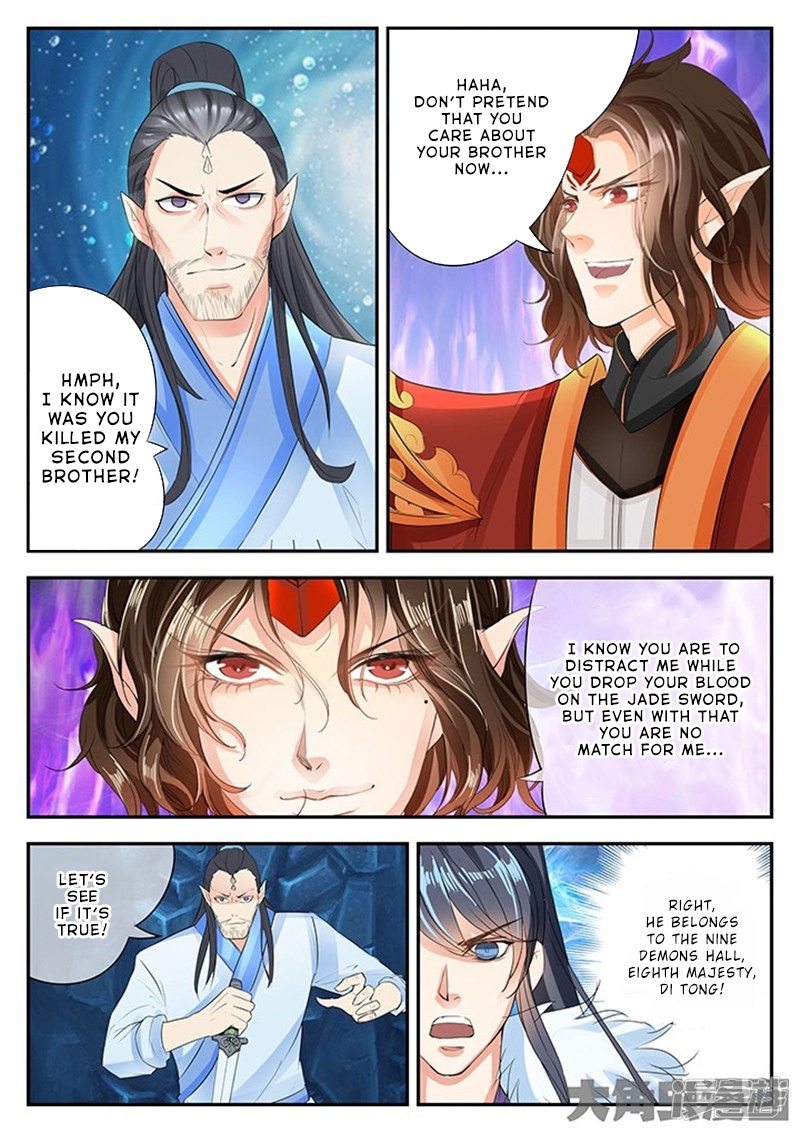 HMPH,
I KNOW IT
WAS YOU
KILLED MY
SECOND
BROTHER!
HAHA,
DON'T PRETEND
THAT YOU
CARE ABOUT
YOUR BROTHER
NOW...
I KNOW YOU ARE TO
DISTRACT ME WHILE
YOU DROP YOUR BLOOD
ON THE JADE SWORD,
BUT EVEN WITH THAT
YOU ARE NO
MATCH FOR ME...
LET'S
SEE
IF IT'S
TRUE!
RIGHT,
HE BELONGS
TO THE NINE
DEMONS HALL,
EIGHTH MAJESTY,
DI TONG!
大角